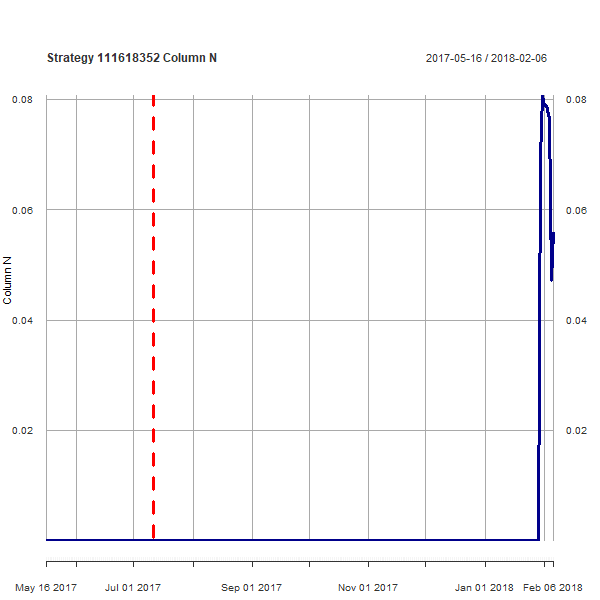 Strategy 111618352 Column N
2017-05-16 / 2018-02-06
0.08 0.08
0.06 0.06
Column N
0.04 0.04
0.02 0.02
May 16 2017 Jul 01 2017 Sep 01 2017 Nov 01 2017 Jan 01 2018 Feb 06 2018